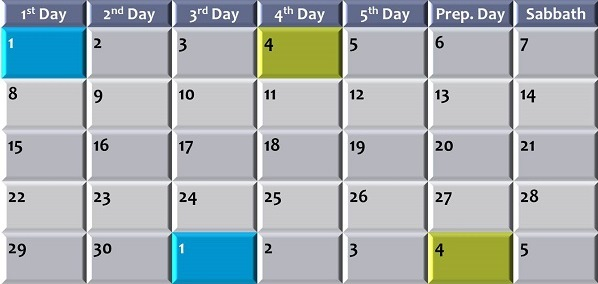 1st Day 2nd Day 3rd Day 4th Day 5th Day Prep. Day Sabbath
1 2 3 4 5 6 7
8 9 10 11 12 13 14
15 16 17 18 19 20 21
22 23 24 25 26 27 28
29 30 1 2 3 4 5